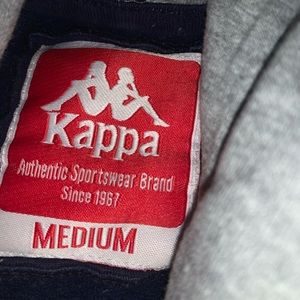 Kappa
Authentic Sportswear Brand
Since 1967
MEDIUM